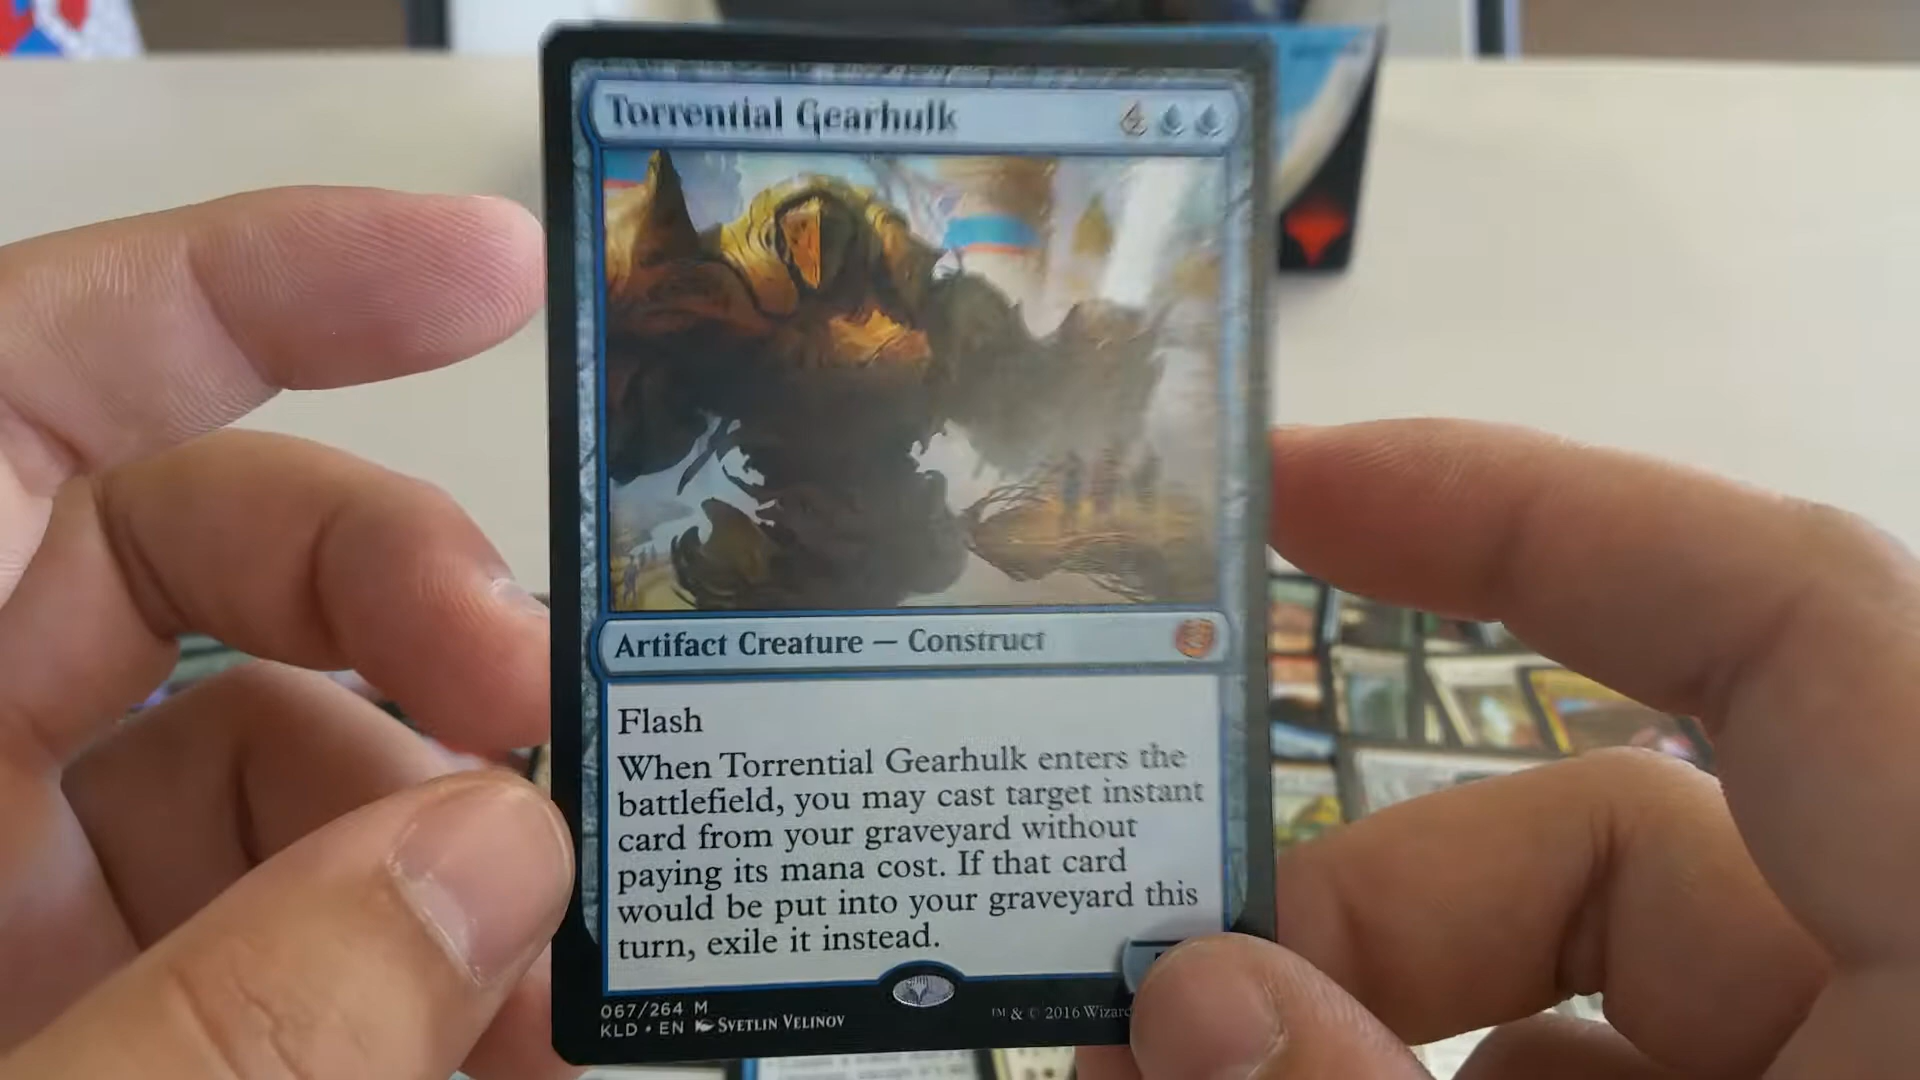 Torrential Gearhulk 4
Artifact Creature — Construct
Flash
When Torrential Gearhulk enters the
battlefield, you may cast target instant
card from your graveyard without
paying its mana cost. If that card
would be put into your graveyard this
turn, exile it instead.
067/264 M
KLD • EN Svetlin Velinov
™ & © 2016 Wizar